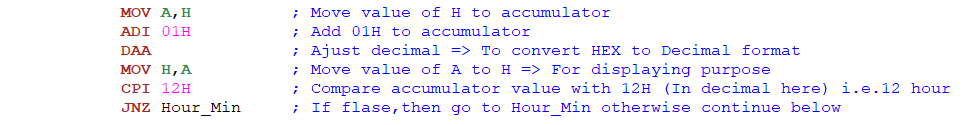 MOV A,H ; Move value of H to accumulator
ADI 01H ; Add 01H to accumulator
DAA ; Ajust decimal => To convert HEX to Decimal format
MOV H,A ; Move value of A to H => For displaying purpose
CPI 12H ; Compare accumulator value with 12H (In decimal here) i.e.12 hour
JNZ Hour_Min ; If flase,then go to Hour_Min otherwise continue below